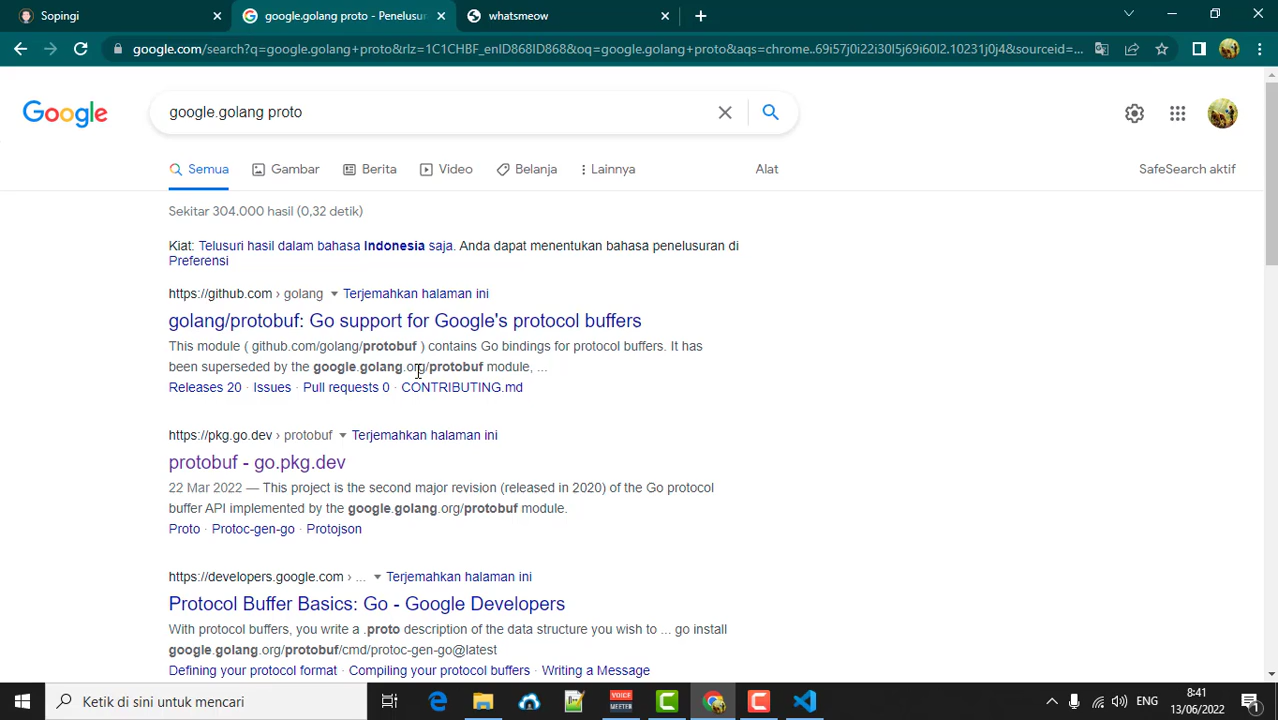 Sopingi
google.golang proto - Penelusu
whatsmeow
google.com/search?q=google.golang+proto&rlz=1C1CHBF_enID868ID868&oq=google.golang+proto&aqs=chrome..69i57j0i22i30l5j69i60l2.10231j0j4&sourceid=...
Google
google.golang proto
Semua
Gambar
Berita
Video
Belanja
Lainnya
Alat
SafeSearch aktif
Sekitar 304.000 hasil (0,32 detik)
Kiat: Telusuri hasil dalam bahasa Indonesia saja. Anda dapat menentukan bahasa penelusuran di
Preferensi
https://github.com › golang Terjemahkan halaman ini
golang/protobuf: Go support for Google's protocol buffers
This module ( github.com/golang/protobuf ) contains Go bindings for protocol buffers. It has
been superseded by the google.golang.org/protobuf module, ...
Releases 20 · Issues · Pull requests 0 · CONTRIBUTING.md
https://pkg.go.dev › protobuf Terjemahkan halaman ini
protobuf - go.pkg.dev
22 Mar 2022 — This project is the second major revision (released in 2020) of the Go protocol
buffer API implemented by the google.golang.org/protobuf module.
Proto · Protoc-gen-go · Protojson
https://developers.google.com › ... Terjemahkan halaman ini
Protocol Buffer Basics: Go - Google Developers
With protocol buffers, you write a .proto description of the data structure you wish to ... go install
google.golang.org/protobuf/cmd/protoc-gen-go@latest
Defining your protocol format · Compiling your protocol buffers · Writing a Message
Ketik di sini untuk mencari
VOICE
MEETER
ENG
8:41
13/06/2022
1